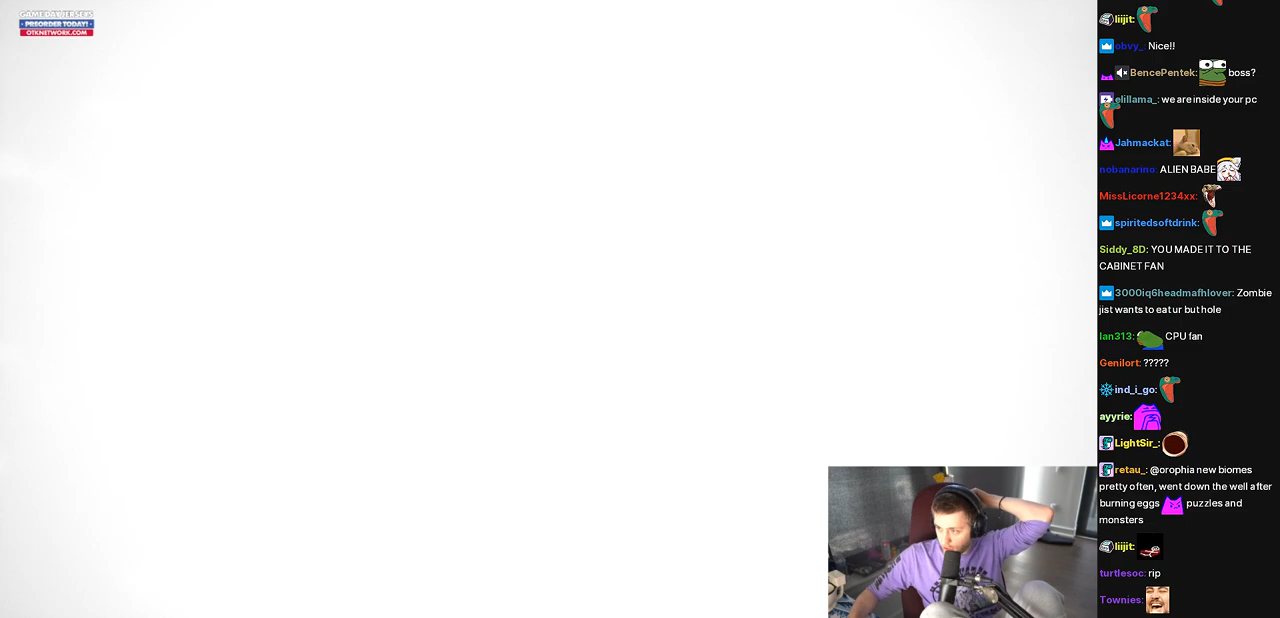 GAMEDAY JERSEYS
PREORDER TODAY!
OTKNETWORK.COM
liijit:
obvy_: Nice!!
BencePentek: boss?
elillama_: we are inside your pc
Jahmackat:
nobanarino: ALIEN BABE
MissLicorne1234xx:
spiritedsoftdrink:
Siddy_8D: YOU MADE IT TO THE
CABINET FAN
3000iq6headmafhlover: Zombie
jist wants to eat ur but hole
Ian313: CPU fan
Genilort: ?????
ind_i_go:
ayyrie:
LightSir_:
retau_: @orophia new biomes
pretty often, went down the well after
burning eggs puzzles and
monsters
liijit:
turtlesoc: rip
Townies: